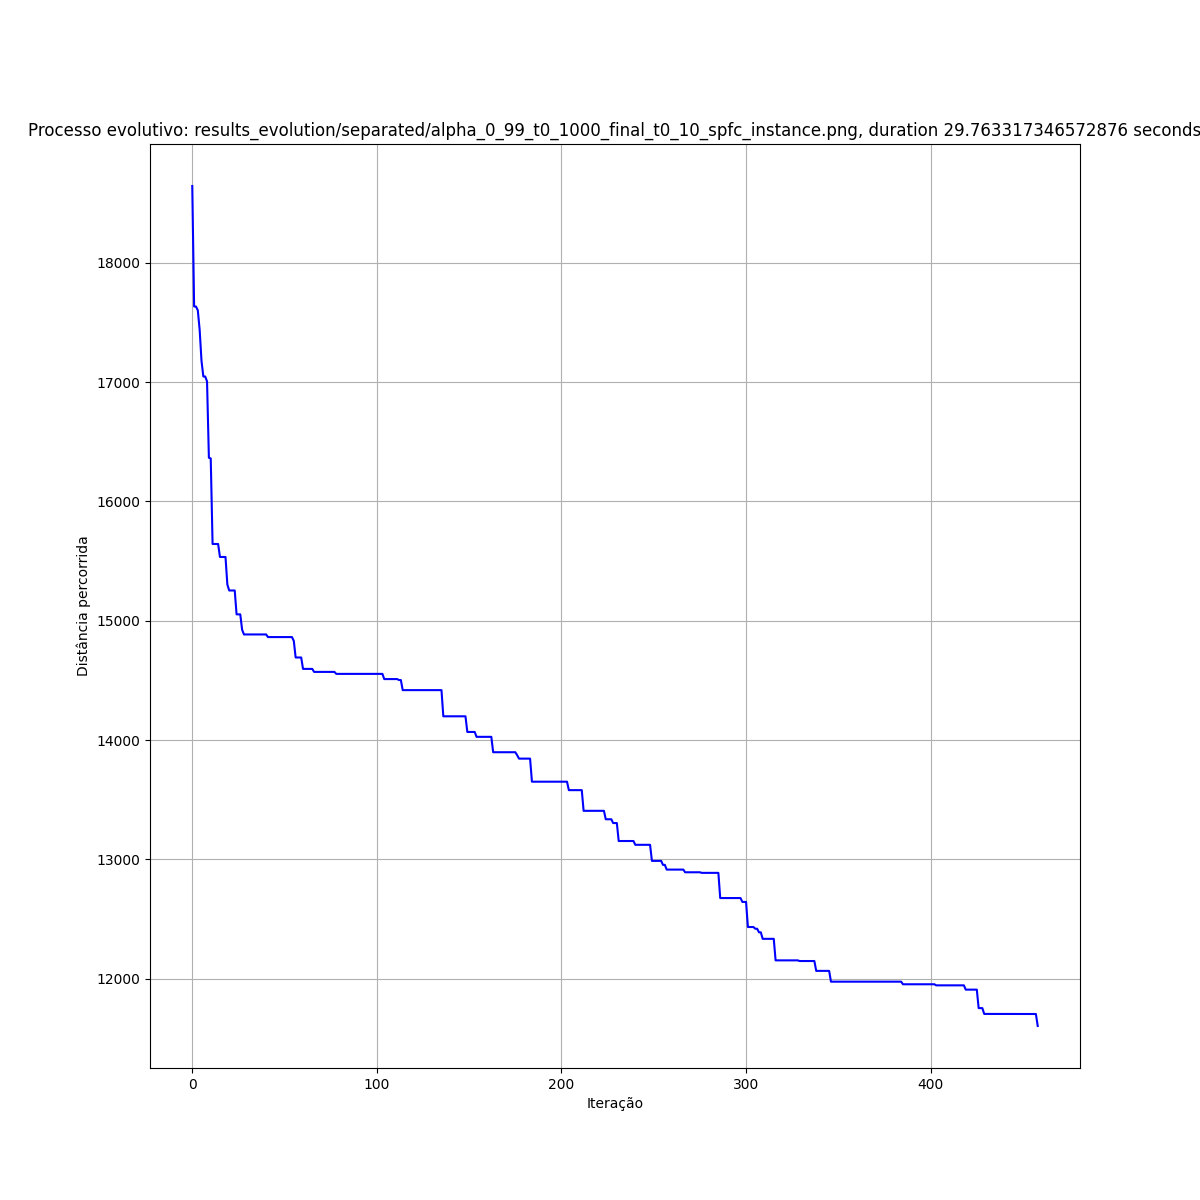 Processo evolutivo: results_evolution/separated/alpha_0_99_t0_1000_final_t0_10_spfc_instance.png, duration 29.763317346572876 seconds
18000
17000
16000
15000
14000
13000
12000
Distância percorrida
0 100 200 300 400
Iteração